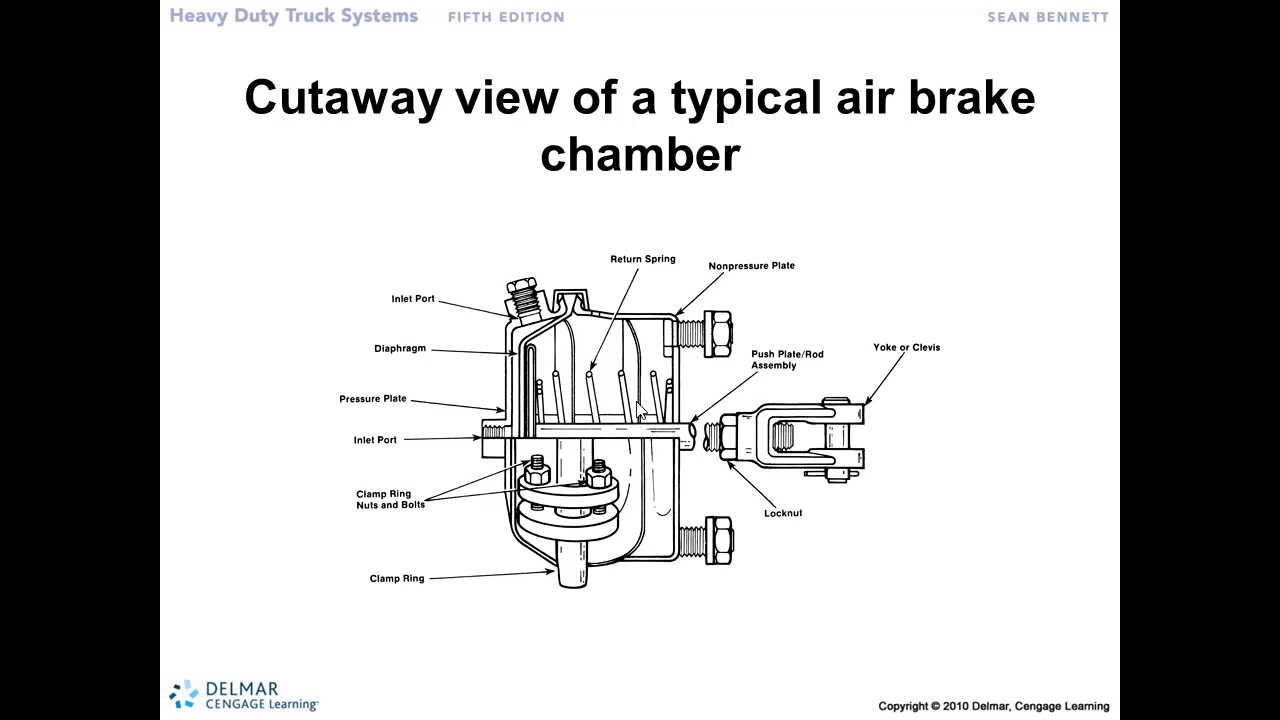 Heavy Duty Truck Systems FIFTH EDITION SEAN BENNETT
Cutaway view of a typical air brake
chamber
Return Spring
Nonpressure Plate
Inlet Port
Diaphragm
Yoke or Clevis
Push Plate/Rod
Assembly
Pressure Plate
Inlet Port
Clamp Ring
Nuts and Bolts
Locknut
Clamp Ring
DELMAR
CENGAGE Learning™
Copyright © 2010 Delmar, Cengage Learning